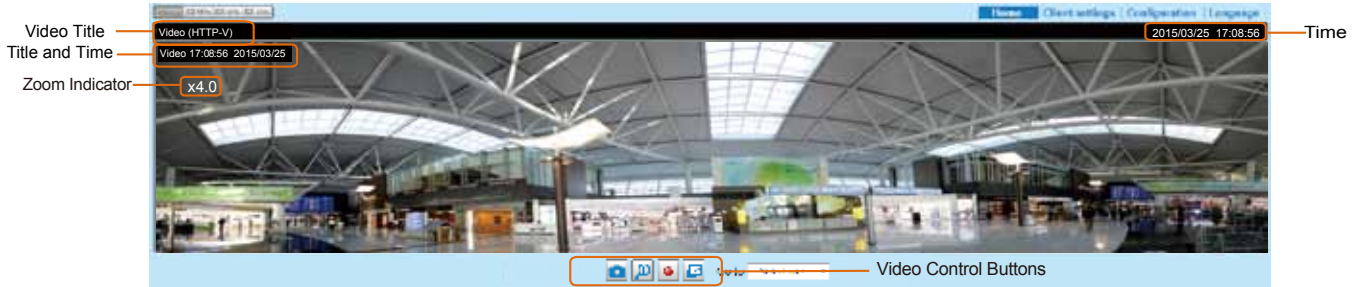 Home Client settings Configuration Language
Video Title
Video (HTTP-V)
2015/03/25 17:08:56
Time
Title and Time
Video 17:08:56 2015/03/25
Zoom Indicator
x4.0
Video Control Buttons